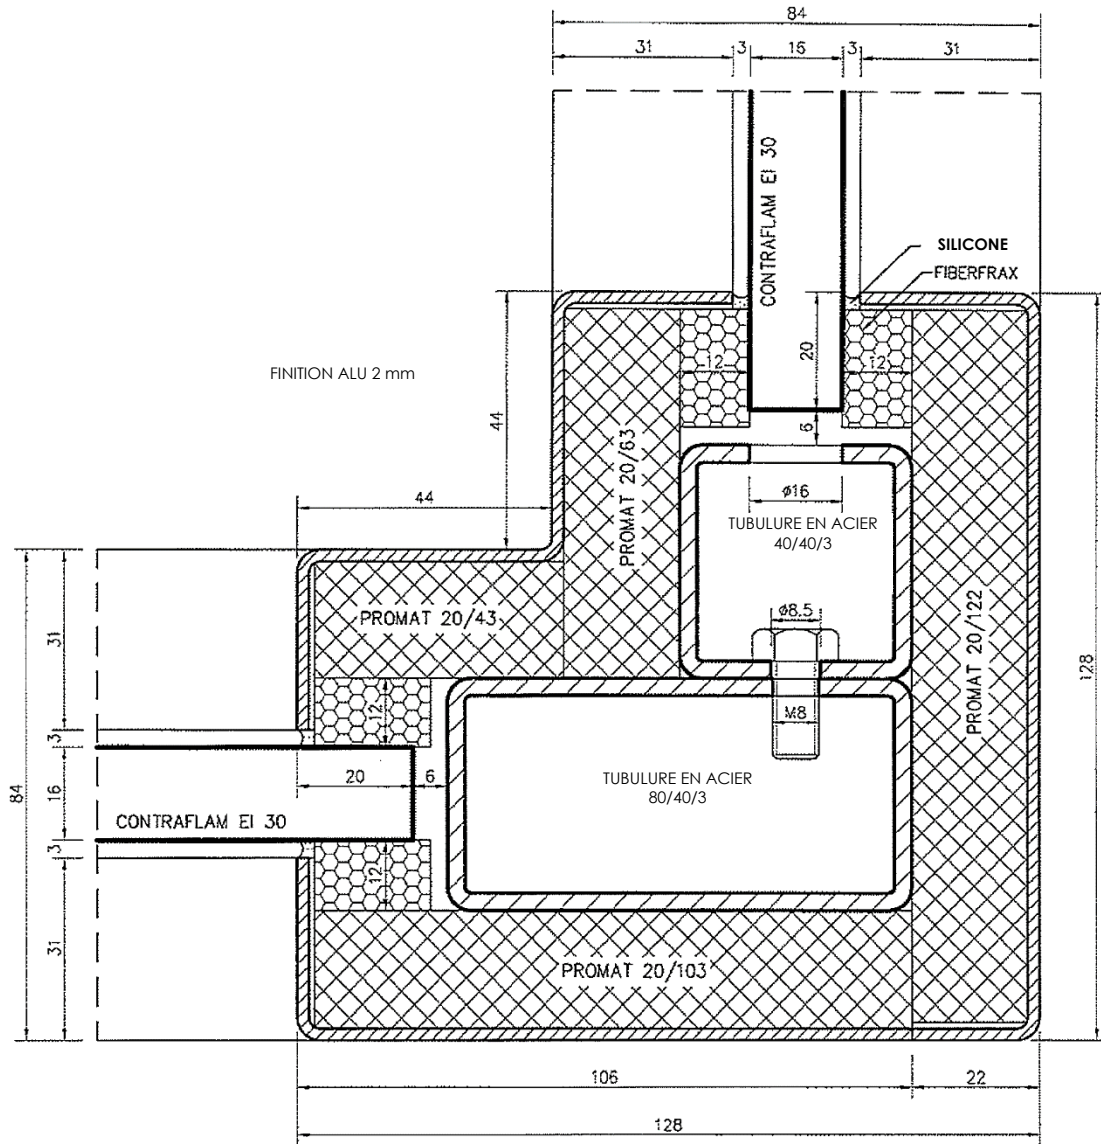 84
31
3
16
3
31
CONTRAFLAM EI 30
SILICONE
FIBERFRAX
FINITION ALU 2 mm
20
12
12
44
6
44
PROMAT 20/63
ø16
TUBULURE EN ACIER
40/40/3
PROMAT 20/43
ø8.5
PROMAT 20/122
128
31
12
M8
3
20
6
TUBULURE EN ACIER
80/40/3
84
16
CONTRAFLAM EI 30
3
12
31
PROMAT 20/103
106
22
128